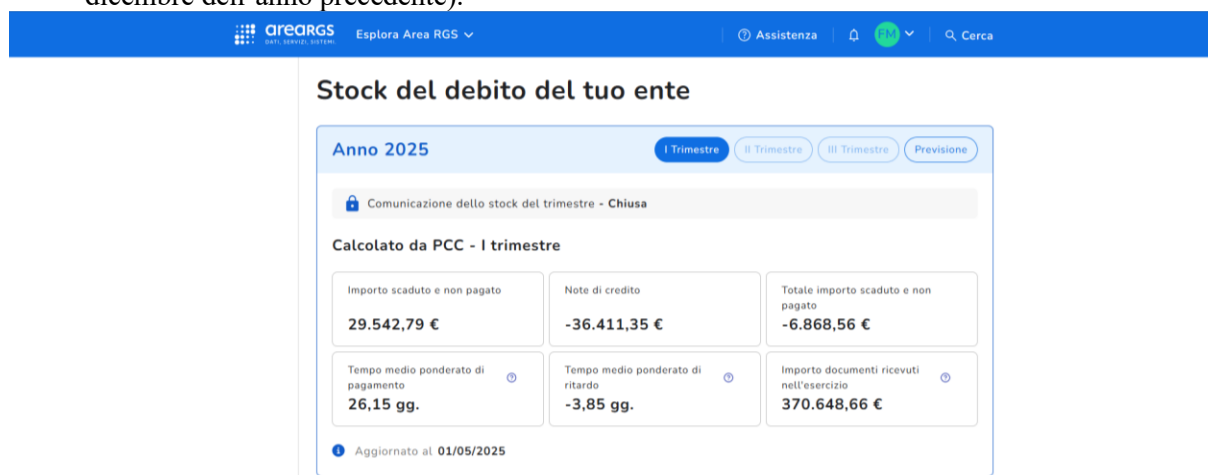 dicembre dell'anno precedente).
areaRGS
DATI, SERVIZI, SISTEMI.
Esplora Area RGS
Assistenza
FM
Cerca
Stock del debito del tuo ente
Anno 2025
I Trimestre
II Trimestre
III Trimestre
Previsione
Comunicazione dello stock del trimestre - Chiusa
Calcolato da PCC - I trimestre
Importo scaduto e non pagato
29.542,79 €
Note di credito
-36.411,35 €
Totale importo scaduto e non
pagato
-6.868,56 €
Tempo medio ponderato di
pagamento
26,15 gg.
Tempo medio ponderato di
ritardo
-3,85 gg.
Importo documenti ricevuti
nell'esercizio
370.648,66 €
Aggiornato al 01/05/2025